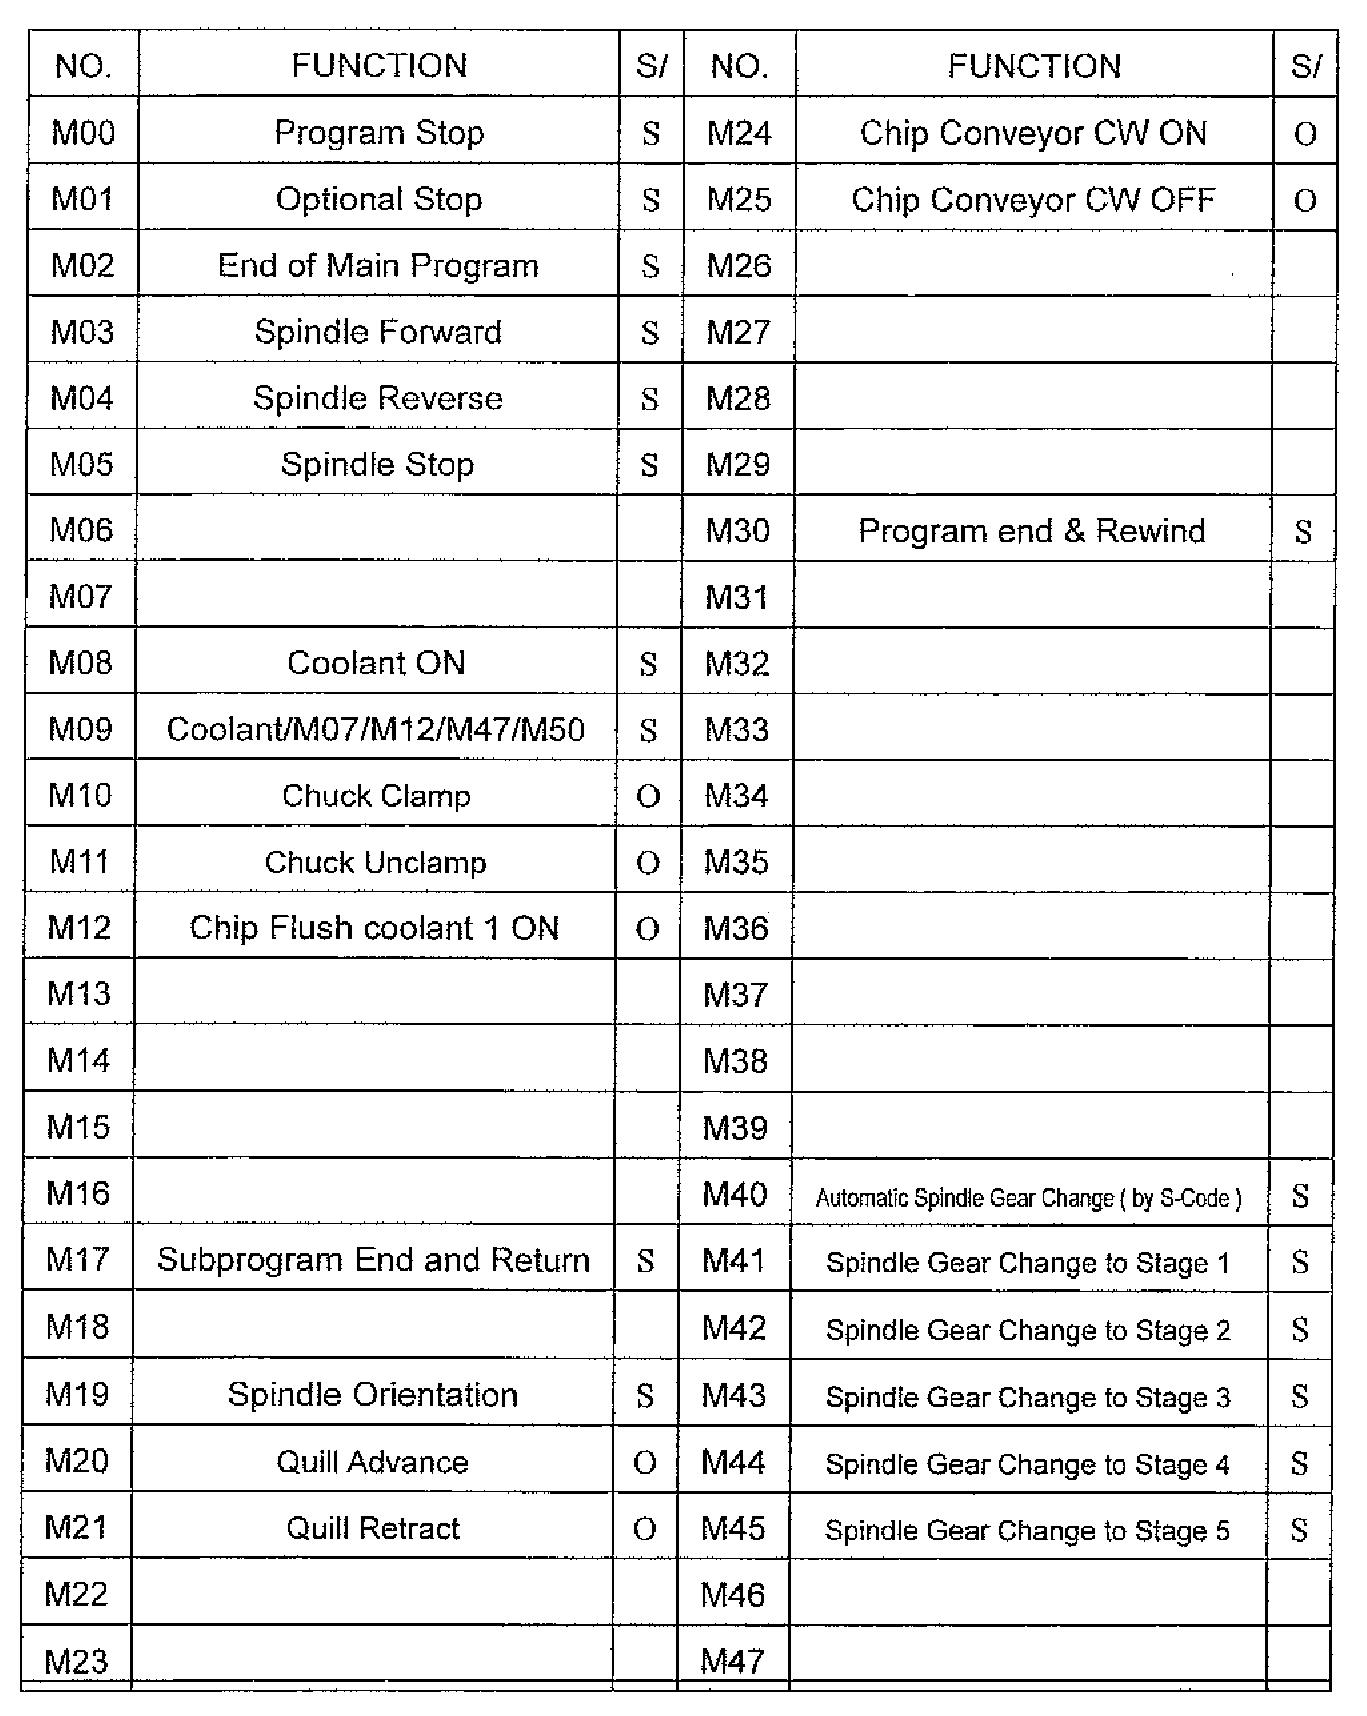 NO. FUNCTION S/ NO. FUNCTION S/
M00 Program Stop S M24 Chip Conveyor CW ON O
M01 Optional Stop S M25 Chip Conveyor CW OFF O
M02 End of Main Program S M26
M03 Spindle Forward S M27
M04 Spindle Reverse S M28
M05 Spindle Stop S M29
M06 M30 Program end & Rewind S
M07 M31
M08 Coolant ON S M32
M09 Coolant/M07/M12/M47/M50 S M33
M10 Chuck Clamp O M34
M11 Chuck Unclamp O M35
M12 Chip Flush coolant 1 ON O M36
M13 M37
M14 M38
M15 M39
M16 M40 Automatic Spindle Gear Change ( by S-Code ) S
M17 Subprogram End and Return S M41 Spindle Gear Change to Stage 1 S
M18 M42 Spindle Gear Change to Stage 2 S
M19 Spindle Orientation S M43 Spindle Gear Change to Stage 3 S
M20 Quill Advance O M44 Spindle Gear Change to Stage 4 S
M21 Quill Retract O M45 Spindle Gear Change to Stage 5 S
M22 M46
M23 M47